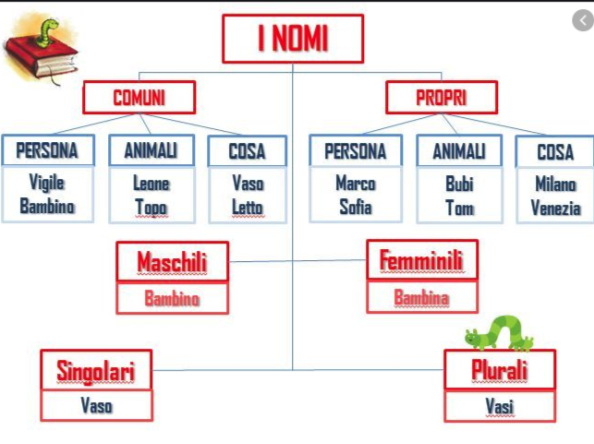 I NOMI
COMUNI
PROPRI
PERSONA
ANIMALI
COSA
PERSONA
ANIMALI
COSA
Vigile
Bambino
Leone
Topo
Vaso
Letto
Marco
Sofia
Bubi
Tom
Milano
Venezia
Maschili
Femminili
Bambino
Bambina
Singolari
Plurali
Vaso
Vasi